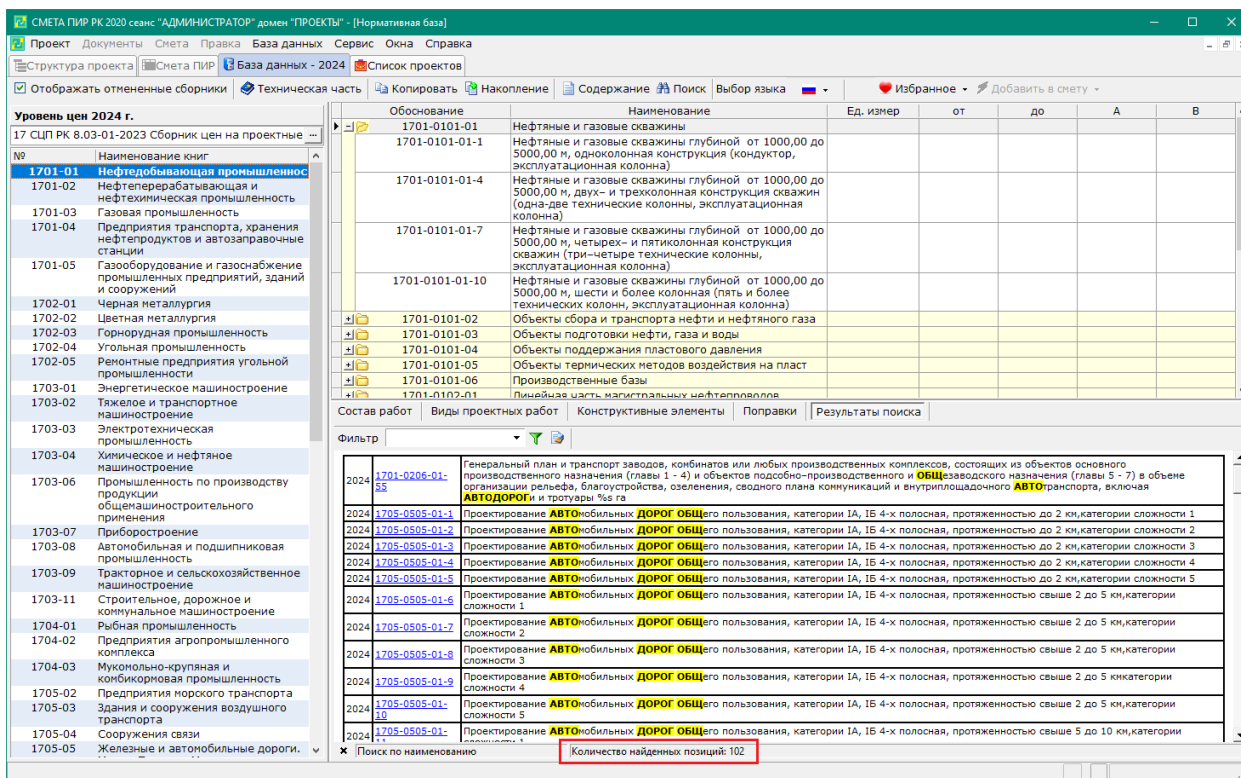 СМЕТА ПИР РК 2020 сеанс "АДМИНИСТРАТОР" домен "ПРОЕКТЫ" - [Нормативная база]
Проект Документы Смета Правка База данных Сервис Окна Справка
Структура проекта Смета ПИР База данных - 2024 Список проектов
Отображать отмененные сборники Техническая часть Копировать Накопление Содержание Поиск Выбор языка Избранное Добавить в смету
Уровень цен 2024 г.
17 СЦП РК 8.03-01-2023 Сборник цен на проектные ...
№ Наименование книг
1701-01 Нефтедобывающая промышленнос
1701-02 Нефтеперерабатывающая и
нефтехимическая промышленность
1701-03 Газовая промышленность
1701-04 Предприятия транспорта, хранения
нефтепродуктов и автозаправочные
станции
1701-05 Газооборудование и газоснабжение
промышленных предприятий, зданий
и сооружений
1702-01 Черная металлургия
1702-02 Цветная металлургия
1702-03 Горнорудная промышленность
1702-04 Угольная промышленность
1702-05 Ремонтные предприятия угольной
промышленности
1703-01 Энергетическое машиностроение
1703-02 Тяжелое и транспортное
машиностроение
1703-03 Электротехническая
промышленность
1703-04 Химическое и нефтяное
машиностроение
1703-06 Промышленность по производству
продукции
общемашиностроительного
применения
1703-07 Приборостроение
1703-08 Автомобильная и подшипниковая
промышленность
1703-09 Тракторное и сельскохозяйственное
машиностроение
1703-11 Строительное, дорожное и
коммунальное машиностроение
1704-01 Рыбная промышленность
1704-02 Предприятия агропромышленного
комплекса
1704-03 Мукомольно-крупяная и
комбикормовая промышленность
1705-02 Предприятия морского транспорта
1705-03 Здания и сооружения воздушного
транспорта
1705-04 Сооружения связи
1705-05 Железные и автомобильные дороги.
Обоснование Наименование Ед. измер от до А В
1701-0101-01 Нефтяные и газовые скважины
1701-0101-01-1 Нефтяные и газовые скважины глубиной от 1000,00 до
5000,00 м, одноколонная конструкция (кондуктор,
эксплуатационная колонна)
1701-0101-01-4 Нефтяные и газовые скважины глубиной от 1000,00 до
5000,00 м, двух– и трехколонная конструкция скважин
(одна-две технические колонны, эксплуатационная
колонна)
1701-0101-01-7 Нефтяные и газовые скважины глубиной от 1000,00 до
5000,00 м, четырех– и пятиколонная конструкция
скважин (три–четыре технические колонны,
эксплуатационная колонна)
1701-0101-01-10 Нефтяные и газовые скважины глубиной от 1000,00 до
5000,00 м, шести и более колонная (пять и более
технических колонн, эксплуатационная колонна)
1701-0101-02 Объекты сбора и транспорта нефти и нефтяного газа
1701-0101-03 Объекты подготовки нефти, газа и воды
1701-0101-04 Объекты поддержания пластового давления
1701-0101-05 Объекты термических методов воздействия на пласт
1701-0101-06 Производственные базы
1701-0102-01 Линейная часть магистральных нефтепроводов
Состав работ Виды проектных работ Конструктивные элементы Поправки Результаты поиска
Фильтр
2024 1701-0206-01-55 Генеральный план и транспорт заводов, комбинатов или любых производственных комплексов, состоящих из объектов основного
производственного назначения (главы 1 - 4) и объектов подсобно-производственного и ОБЩезаводского назначения (главы 5 - 7) в объеме
организации рельефа, благоустройства, озеленения, сводного плана коммуникаций и внутриплощадочного АВТОтранспорта, включая
АВТОДОРОГи и тротуары %s га
2024 1705-0505-01-1 Проектирование АВТОмобильных ДОРОГ ОБЩего пользования, категории IА, IБ 4-х полосная, протяженностью до 2 км,категории сложности 1
2024 1705-0505-01-2 Проектирование АВТОмобильных ДОРОГ ОБЩего пользования, категории IА, IБ 4-х полосная, протяженностью до 2 км,категории сложности 2
2024 1705-0505-01-3 Проектирование АВТОмобильных ДОРОГ ОБЩего пользования, категории IА, IБ 4-х полосная, протяженностью до 2 км,категории сложности 3
2024 1705-0505-01-4 Проектирование АВТОмобильных ДОРОГ ОБЩего пользования, категории IА, IБ 4-х полосная, протяженностью до 2 км,категории сложности 4
2024 1705-0505-01-5 Проектирование АВТОмобильных ДОРОГ ОБЩего пользования, категории IА, IБ 4-х полосная, протяженностью до 2 км,категории сложности 5
2024 1705-0505-01-6 Проектирование АВТОмобильных ДОРОГ ОБЩего пользования, категории IА, IБ 4-х полосная, протяженностью свыше 2 до 5 км,категории
сложности 1
2024 1705-0505-01-7 Проектирование АВТОмобильных ДОРОГ ОБЩего пользования, категории IА, IБ 4-х полосная, протяженностью свыше 2 до 5 км,категории
сложности 2
2024 1705-0505-01-8 Проектирование АВТОмобильных ДОРОГ ОБЩего пользования, категории IА, IБ 4-х полосная, протяженностью свыше 2 до 5 км,категории
сложности 3
2024 1705-0505-01-9 Проектирование АВТОмобильных ДОРОГ ОБЩего пользования, категории IА, IБ 4-х полосная, протяженностью свыше 2 до 5 кмкатегории
сложности 4
2024 1705-0505-01-10 Проектирование АВТОмобильных ДОРОГ ОБЩего пользования, категории IА, IБ 4-х полосная, протяженностью свыше 2 до 5 км,категории
сложности 5
2024 1705-0505-01- Проектирование АВТОмобильных ДОРОГ ОБЩего пользования, категории IА, IБ 4-х полосная, протяженностью свыше 5 до 10 км,категории
Поиск по наименованию Количество найденных позиций: 102